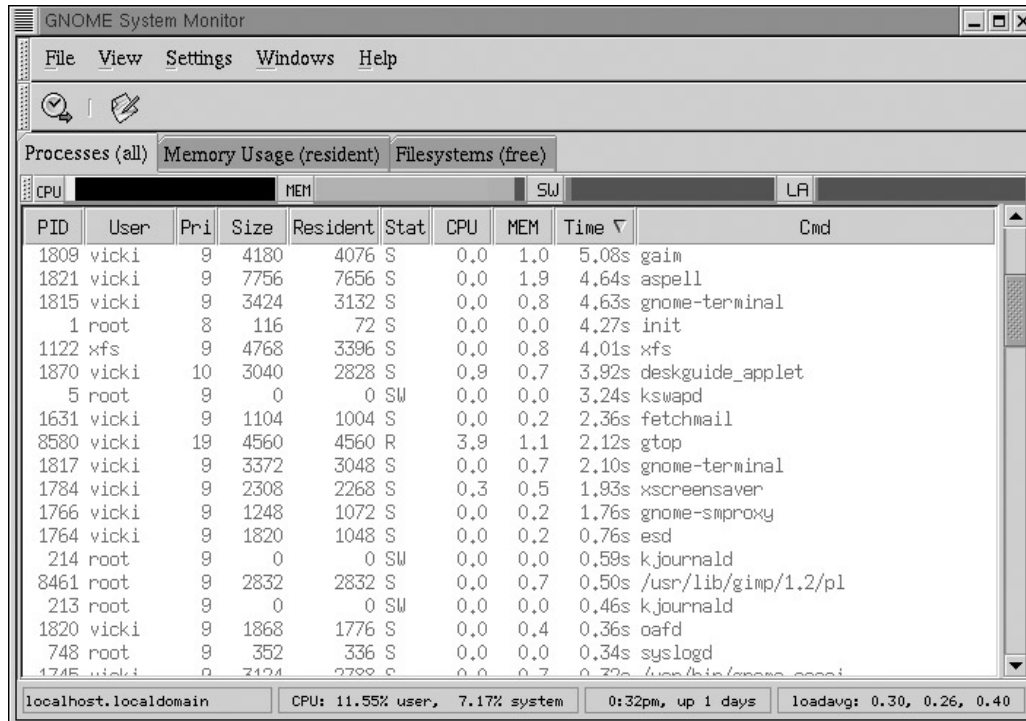 GNOME System Monitor
File View Settings Windows Help
Processes (all) Memory Usage (resident) Filesystems (free)
CPU MEM SW LA
PID User Pri Size Resident Stat CPU MEM Time Cmd
1809 vicki 9 4180 4076 S 0.0 1.0 5.08s gaim
1821 vicki 9 7756 7656 S 0.0 1.9 4.64s aspell
1815 vicki 9 3424 3132 S 0.0 0.8 4.63s gnome-terminal
1 root 8 116 72 S 0.0 0.0 4.27s init
1122 xfs 9 4768 3396 S 0.0 0.8 4.01s xfs
1870 vicki 10 3040 2828 S 0.9 0.7 3.92s deskguide_applet
5 root 9 0 0 SW 0.0 0.0 3.24s kswapd
1631 vicki 9 1104 1004 S 0.0 0.2 2.36s fetchmail
8580 vicki 19 4560 4560 R 3.9 1.1 2.12s gtop
1817 vicki 9 3372 3048 S 0.0 0.7 2.10s gnome-terminal
1784 vicki 9 2308 2268 S 0.3 0.5 1.93s xscreensaver
1766 vicki 9 1248 1072 S 0.0 0.2 1.76s gnome-smproxy
1764 vicki 9 1820 1048 S 0.0 0.2 0.76s esd
214 root 9 0 0 SW 0.0 0.0 0.59s kjournald
8461 root 9 2832 2832 S 0.0 0.7 0.50s /usr/lib/gimp/1.2/pl
213 root 9 0 0 SW 0.0 0.0 0.46s kjournald
1820 vicki 9 1868 1776 S 0.0 0.4 0.36s oafd
748 root 9 352 336 S 0.0 0.0 0.34s syslogd
localhost.localdomain CPU: 11.55% user, 7.17% system 0:32pm, up 1 days loadavg: 0.30, 0.26, 0.40